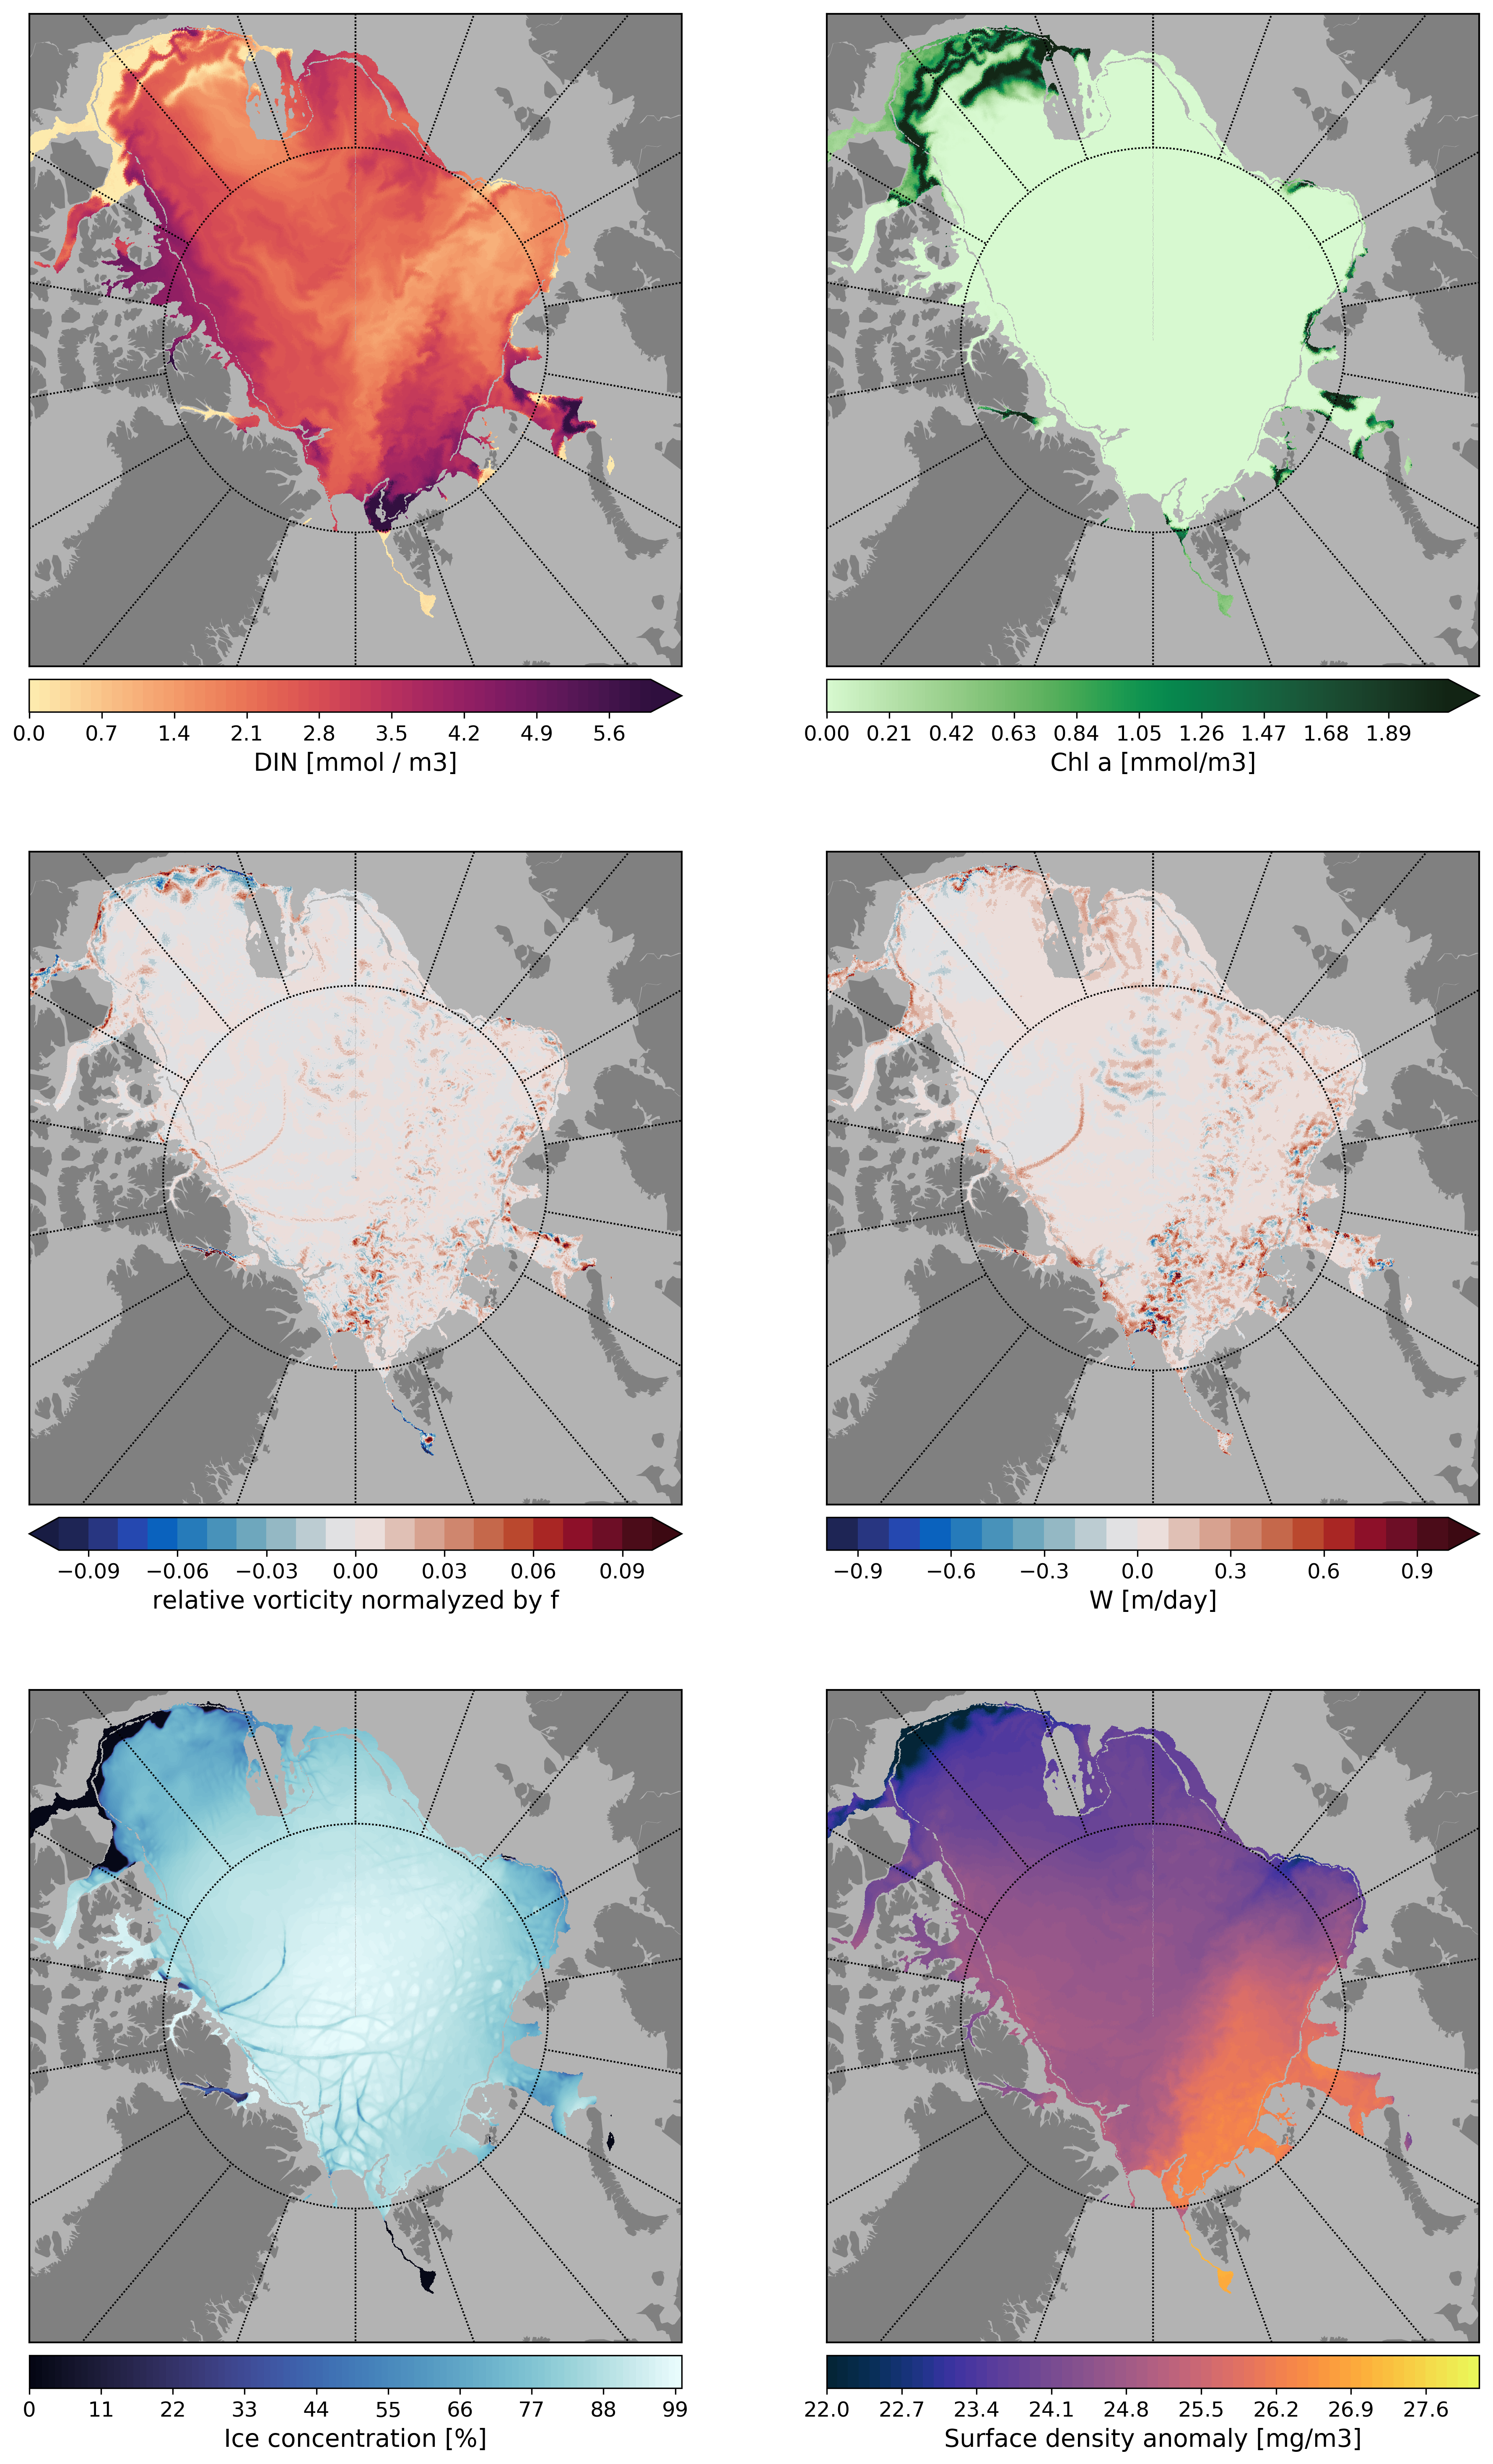 0.0 0.7 1.4 2.1 2.8 3.5 4.2 4.9 5.6
DIN [mmol / m3]
0.00 0.21 0.42 0.63 0.84 1.05 1.26 1.47 1.68 1.89
Chl a [mmol/m3]
−0.09 −0.06 −0.03 0.00 0.03 0.06 0.09
relative vorticity normalyzed by f
−0.9 −0.6 −0.3 0.0 0.3 0.6 0.9
W [m/day]
0 11 22 33 44 55 66 77 88 99
Ice concentration [%]
22.0 22.7 23.4 24.1 24.8 25.5 26.2 26.9 27.6
Surface density anomaly [mg/m3]